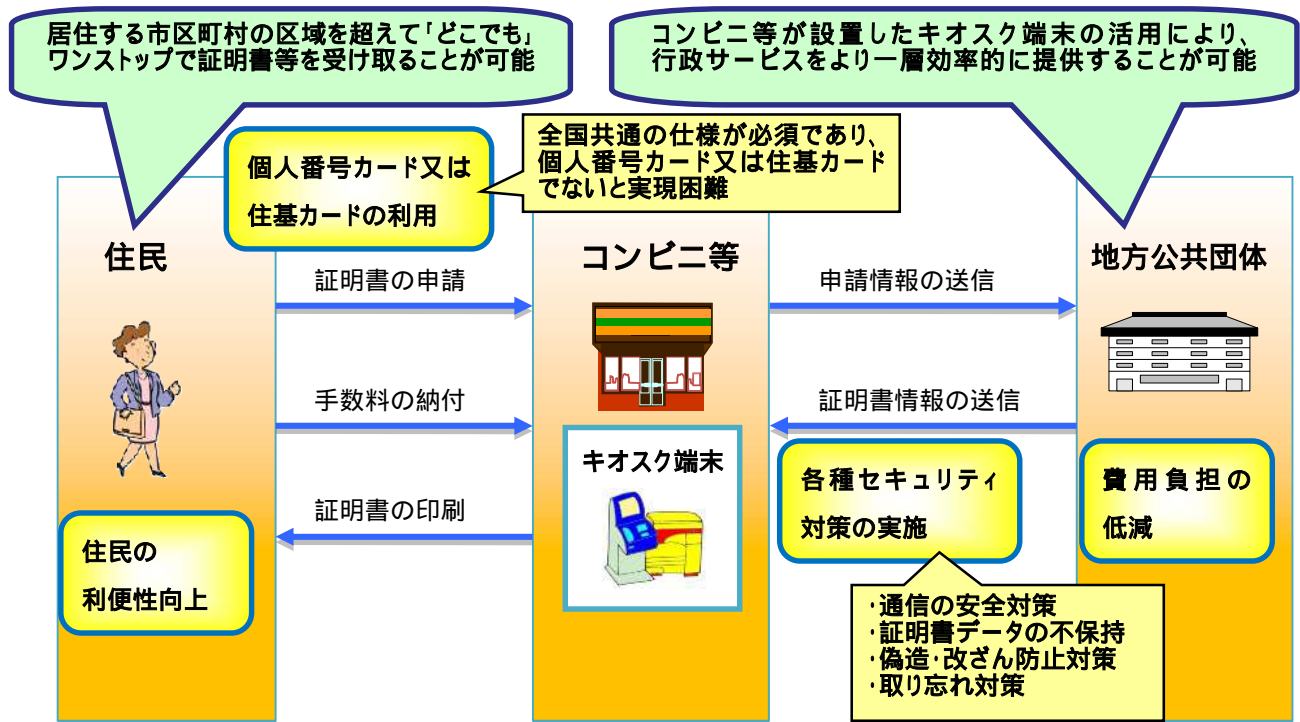 居住する市区町村の区域を超えて「どこでも」
ワンストップで証明書等を受け取ることが可能
コンビニ等が設置したキオスク端末の活用により、
行政サービスをより一層効率的に提供することが可能
個人番号カード又は
住基カードの利用
全国共通の仕様が必須であり、
個人番号カード又は住基カード
でないと実現困難
住民
コンビニ等
地方公共団体
証明書の申請
申請情報の送信
手数料の納付
証明書情報の送信
キオスク端末
証明書の印刷
各種セキュリティ
対策の実施
費用負担の
低減
住民の
利便性向上
・通信の安全対策
・証明書データの不保持
・偽造・改ざん防止対策
・取り忘れ対策